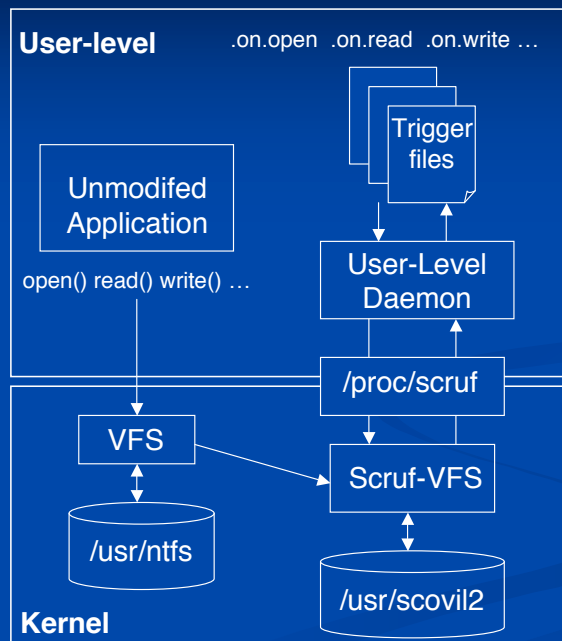 User-level
.on.open .on.read .on.write …
Trigger
files
Unmodifed
Application
open() read() write() …
User-Level
Daemon
/proc/scruf
VFS
Scruf-VFS
/usr/ntfs
/usr/scovil2
Kernel